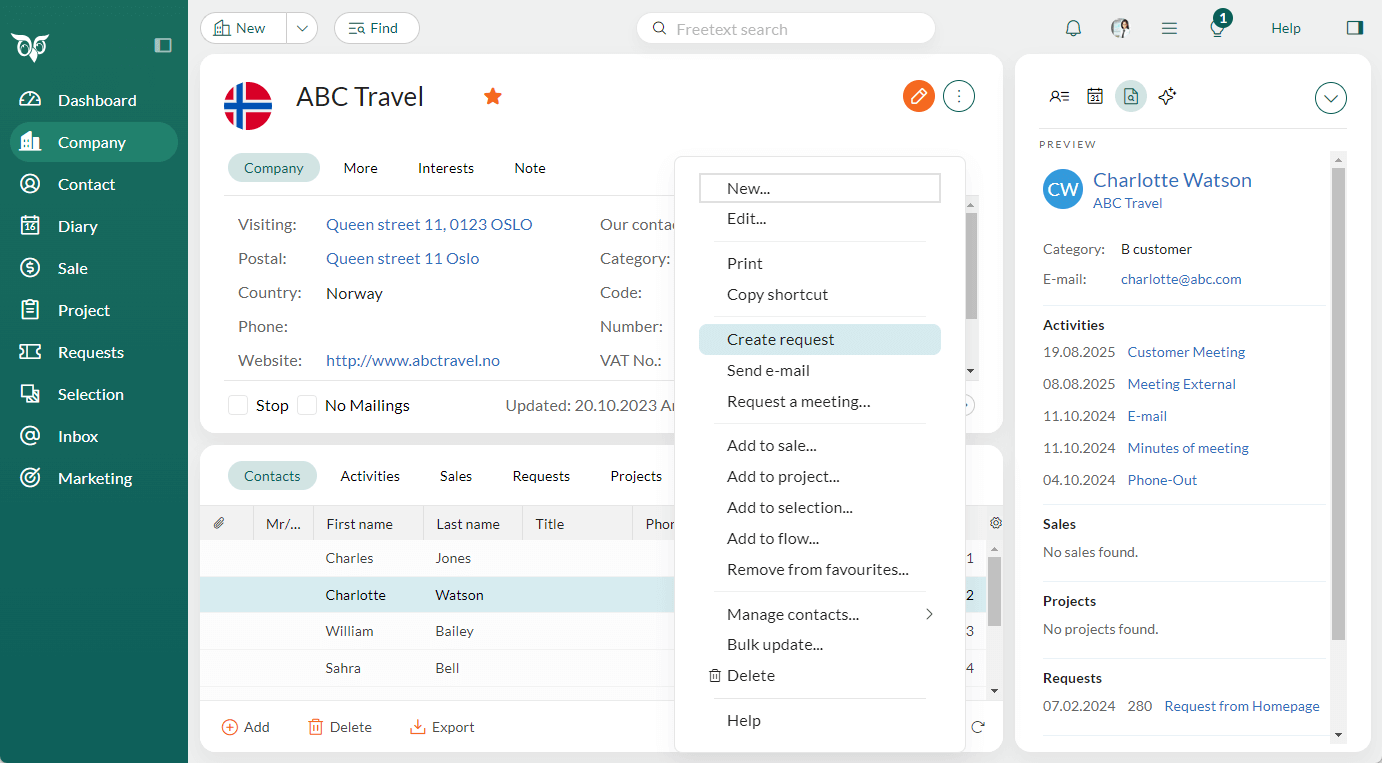 New
Find
Freetext search
1
Help
Dashboard
Company
Contact
Diary
16
Sale
Project
Requests
Selection
Inbox
Marketing
ABC Travel
Company More Interests Note
Visiting: Queen street 11, 0123 OSLO
Postal: Queen street 11 Oslo
Country: Norway
Phone:
Website: http://www.abctravel.no
Our conta
Category:
Code:
Number:
VAT No.:
Stop No Mailings Updated: 20.10.2023 A
Contacts Activities Sales Requests Projects
Mr/... First name Last name Title Phor
Charles Jones 1
Charlotte Watson 2
William Bailey 3
Sahra Bell 4
Add Delete Export
New...
Edit...
Print
Copy shortcut
Create request
Send e-mail
Request a meeting...
Add to sale...
Add to project...
Add to selection...
Add to flow...
Remove from favourites...
Manage contacts...
Bulk update...
Delete
Help
31
PREVIEW
CW
Charlotte Watson
ABC Travel
Category: B customer
E-mail: charlotte@abc.com
Activities
19.08.2025 Customer Meeting
08.08.2025 Meeting External
11.10.2024 E-mail
11.10.2024 Minutes of meeting
04.10.2024 Phone-Out
Sales
No sales found.
Projects
No projects found.
Requests
07.02.2024 280 Request from Homepage